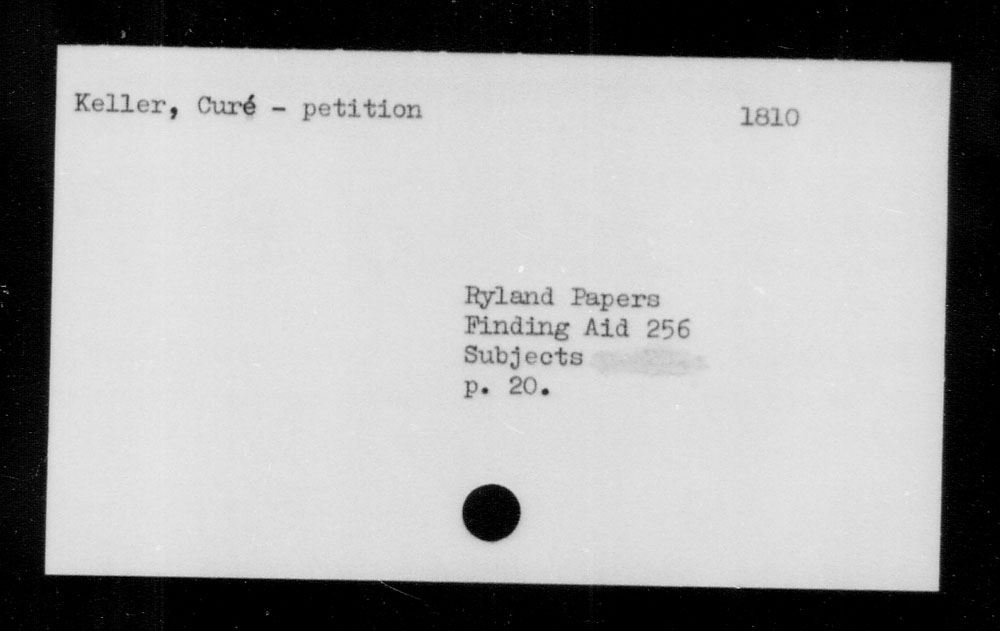 Keller, Curé - petition 1810
Ryland Papers
Finding Aid 256
Subjects
p. 20.